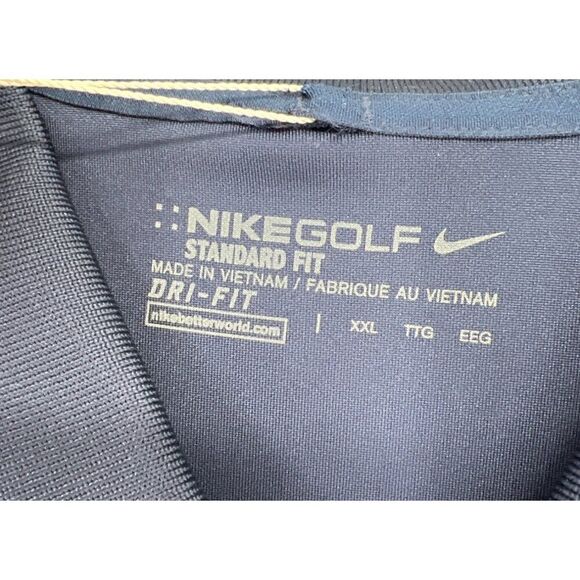 NIKEGOLF
STANDARD FIT
MADE IN VIETNAM / FABRIQUE AU VIETNAM
DRI-FIT
nikebetterworld.com | XXL TTG EEG